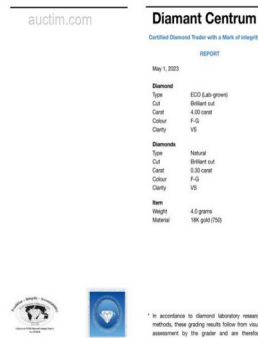 auctim.com
Diamant Centrum
Certified Diamond Trader with a Mark of integrity
REPORT
May 1, 2023
Diamond
Type ECO (Lab-grown)
Cut Brilliant cut
Carat 4.00 carat
Colour F-G
Clarity VS
Diamonds
Type Natural
Cut Brilliant cut
Carat 0.30 carat
Colour F-G
Clarity VS
Item
Weight 4.0 grams
Material 18K gold (750)
* In accordance to diamond laboratory researc
methods, these grading results follow from visu
assessment by the grader and are therefor